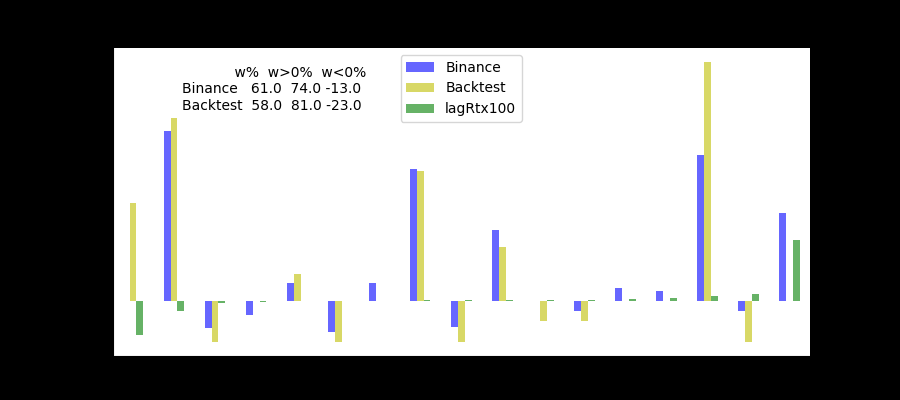 w%  w>0%  w<0%
Binance   61.0  74.0 -13.0
Backtest  58.0  81.0 -23.0
Binance
Backtest
lagRtx100